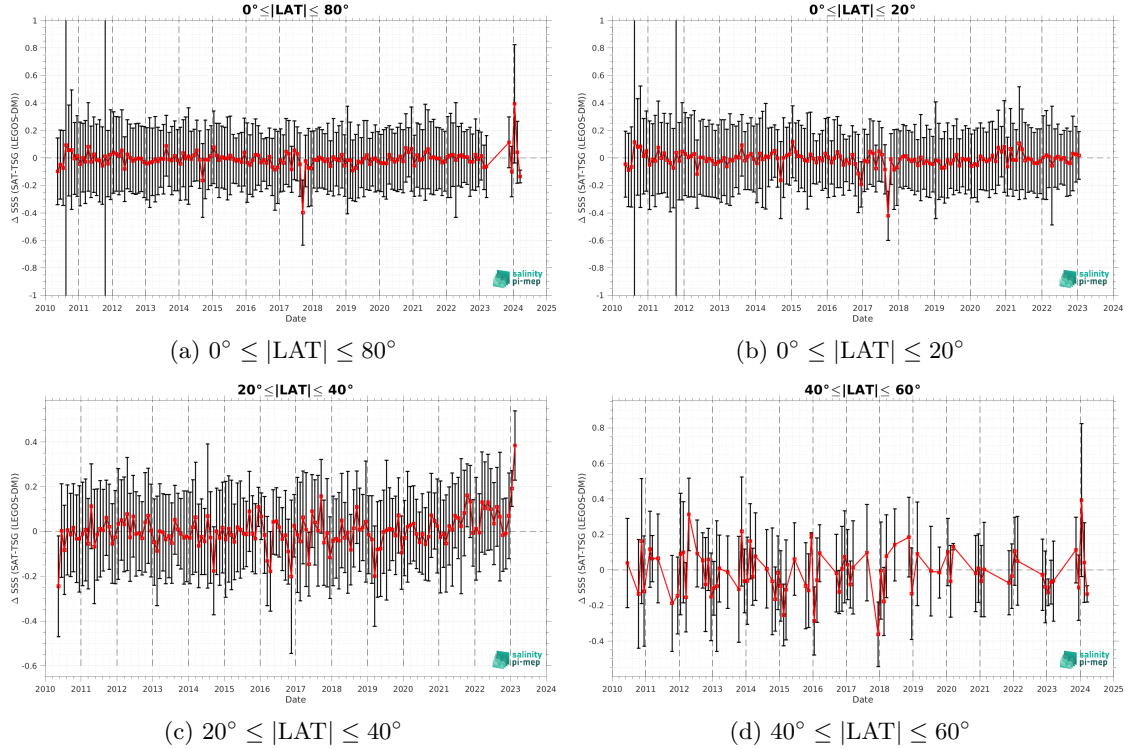 0°≤|LAT|≤ 80°
Δ SSS (SAT-TSG (LEGOS-DM))
1
0.8
0.6
0.4
0.2
0
-0.2
-0.4
-0.6
-0.8
-1
2010 2011 2012 2013 2014 2015 2016 2017 2018 2019 2020 2021 2022 2023 2024 2025
Date
salinity
pi-mep
(a) 0° ≤ |LAT| ≤ 80°
0°≤|LAT|≤ 20°
Δ SSS (SAT-TSG (LEGOS-DM))
1
0.8
0.6
0.4
0.2
0
-0.2
-0.4
-0.6
-0.8
-1
2010 2011 2012 2013 2014 2015 2016 2017 2018 2019 2020 2021 2022 2023 2024
Date
salinity
pi-mep
(b) 0° ≤ |LAT| ≤ 20°
20°≤|LAT|≤ 40°
Δ SSS (SAT-TSG (LEGOS-DM))
0.4
0.2
0
-0.2
-0.4
-0.6
2010 2011 2012 2013 2014 2015 2016 2017 2018 2019 2020 2021 2022 2023 2024
Date
salinity
pi-mep
(c) 20° ≤ |LAT| ≤ 40°
40°≤|LAT|≤ 60°
Δ SSS (SAT-TSG (LEGOS-DM))
0.8
0.6
0.4
0.2
0
-0.2
-0.4
2010 2011 2012 2013 2014 2015 2016 2017 2018 2019 2020 2021 2022 2023 2024 2025
Date
salinity
pi-mep
(d) 40° ≤ |LAT| ≤ 60°